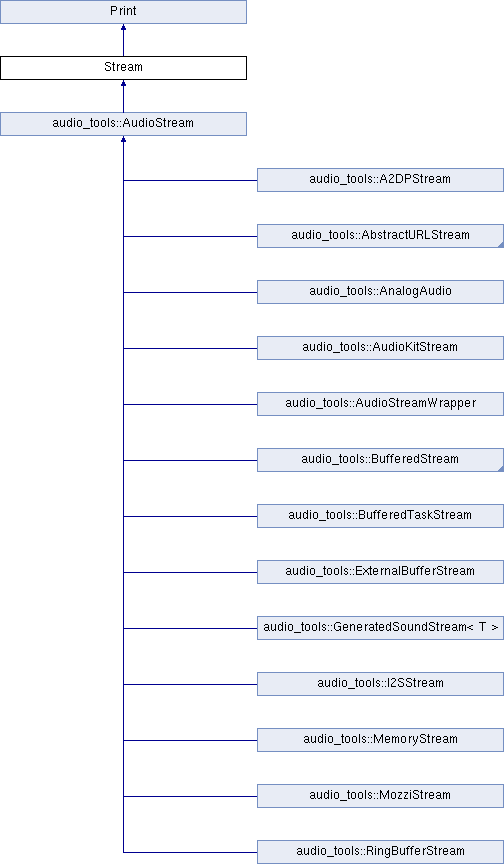 Print
Stream
audio_tools::AudioStream
audio_tools::A2DPStream
audio_tools::AbstractURLStream
audio_tools::AnalogAudio
audio_tools::AudioKitStream
audio_tools::AudioStreamWrapper
audio_tools::BufferedStream
audio_tools::BufferedTaskStream
audio_tools::ExternalBufferStream
audio_tools::GeneratedSoundStream< T >
audio_tools::I2SStream
audio_tools::MemoryStream
audio_tools::MozziStream
audio_tools::RingBufferStream